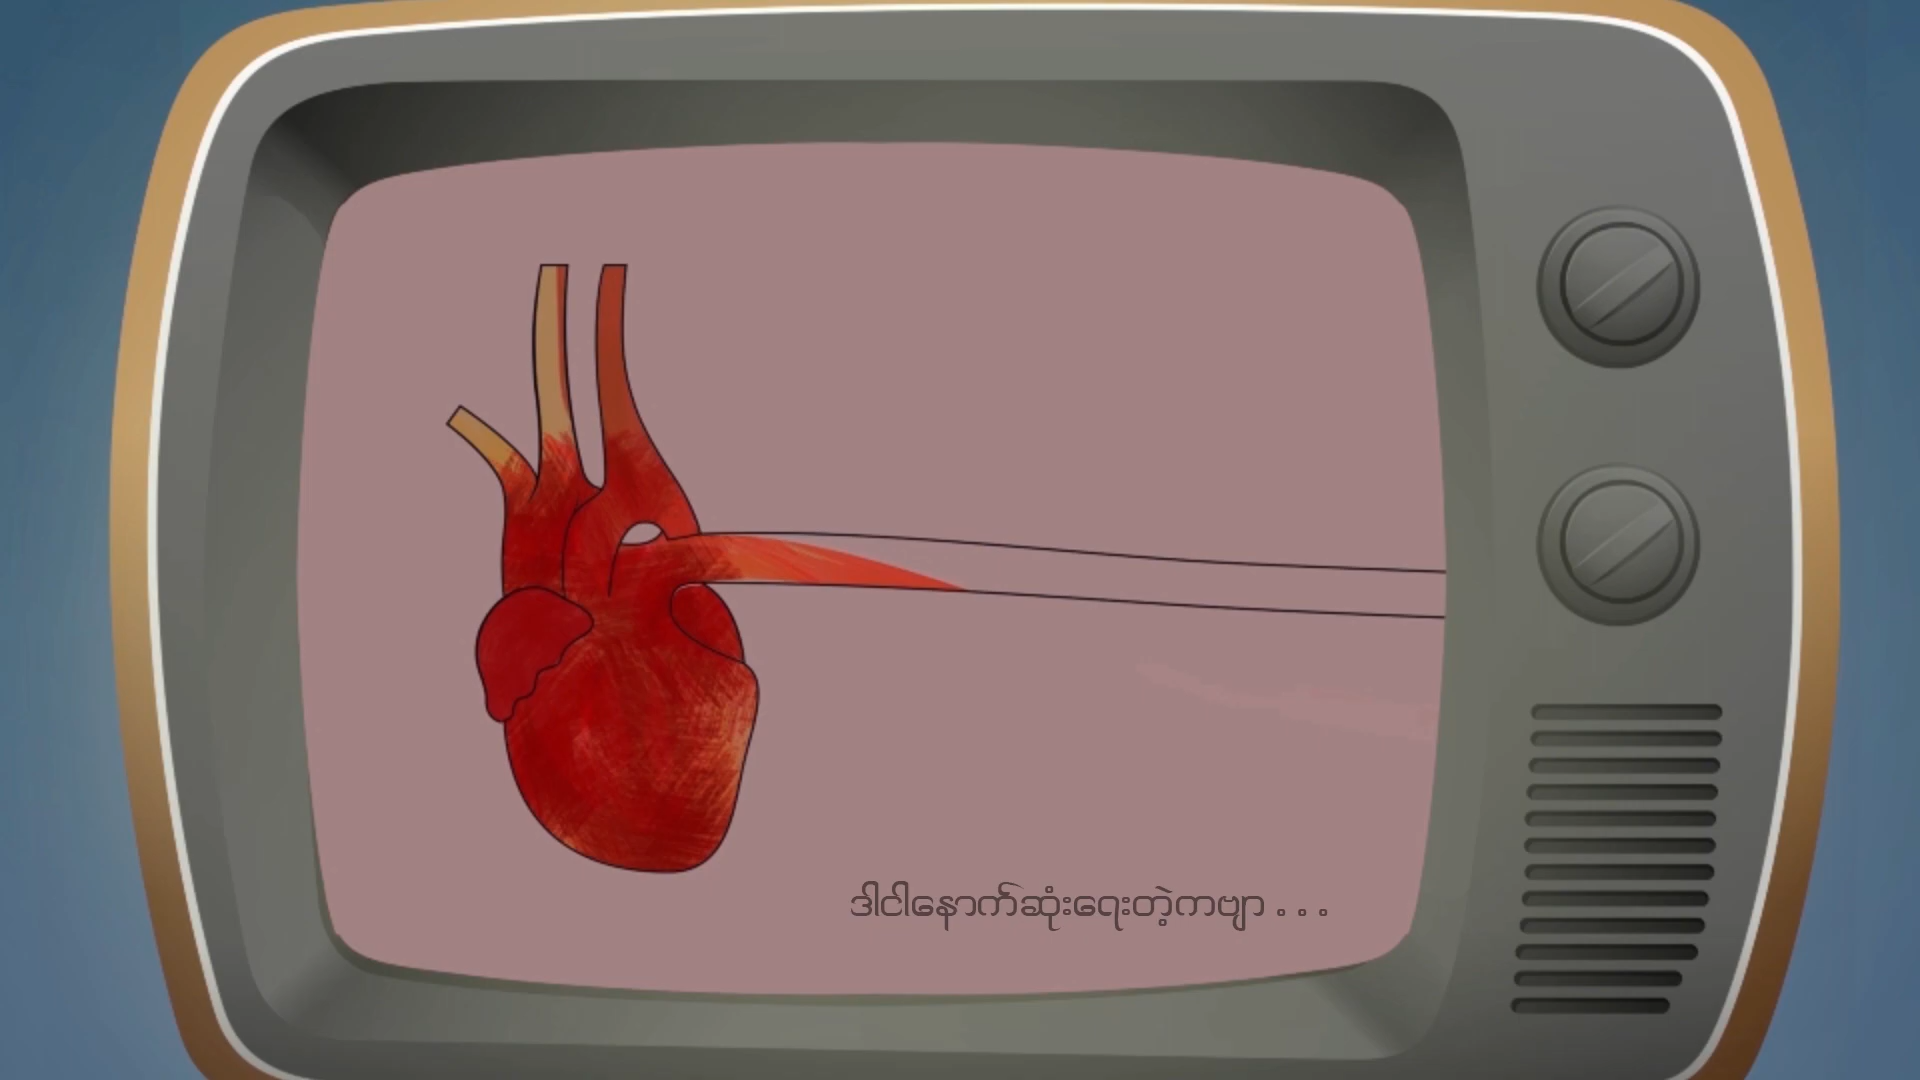 ဒါငါနောက်ဆုံးရေးတဲ့ကဗျာ . . .